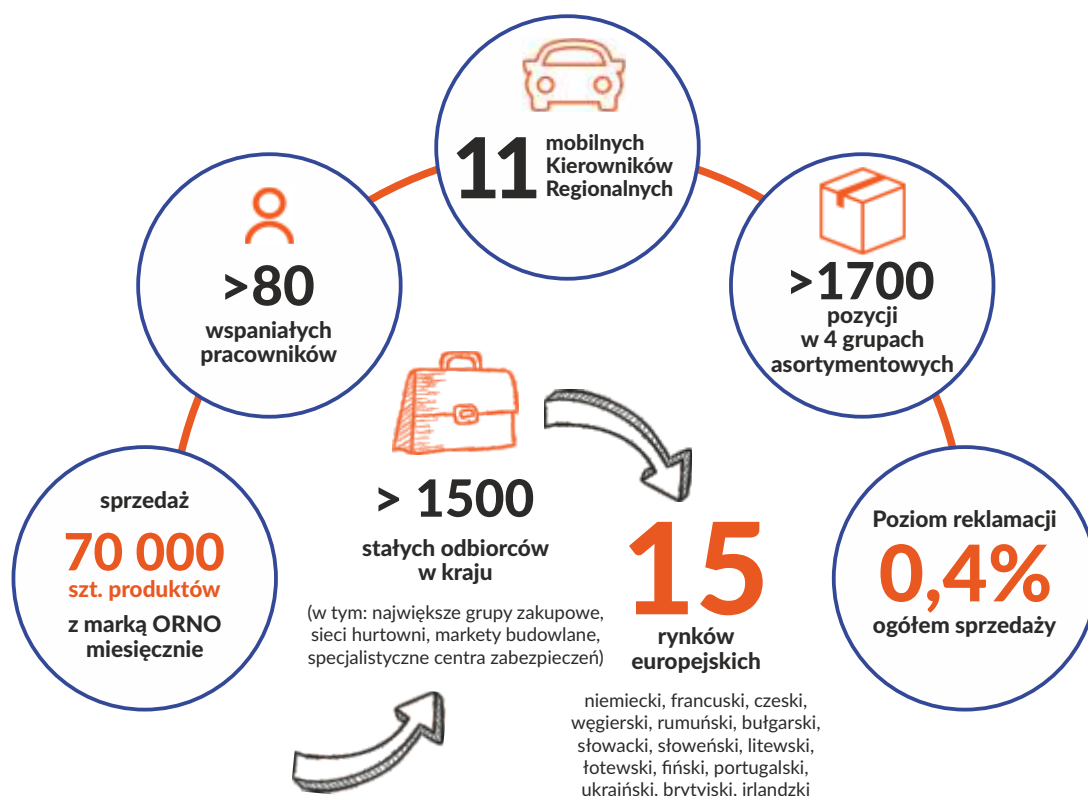 11
mobilnych
Kierowników
Regionalnych
>80
wspaniałych
pracowników
>1700
pozycji
w 4 grupach
asortymentowych
sprzedaż
70 000
szt. produktów
z marką ORNO
miesięcznie
> 1500
stałych odbiorców
w kraju
(w tym: największe grupy zakupowe,
sieci hurtowni, markety budowlane,
specjalistyczne centra zabezpieczeń)
15
rynków
europejskich
niemiecki, francuski, czeski,
węgierski, rumuński, bułgarski,
słowacki, słoweński, litewski,
łotewski, fiński, portugalski,
ukraiński, brytyjski, irlandzki
Poziom reklamacji
0,4%
ogółem sprzedaży